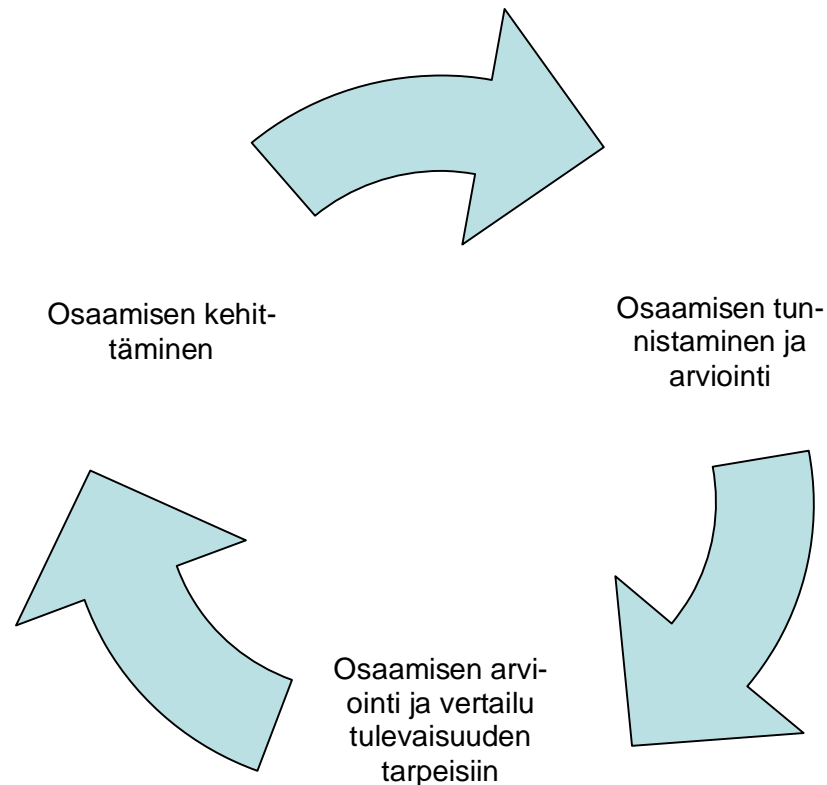 Osaamisen kehit-
täminen
Osaamisen tun-
nistaminen ja
arviointi
Osaamisen arvi-
ointi ja vertailu
tulevaisuuden
tarpeisiin